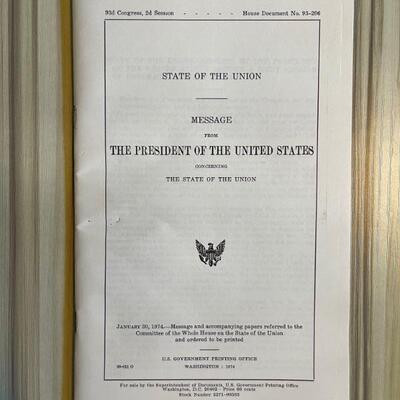 93d Congress, 2d Session - - - - - House Document No. 93-206
STATE OF THE UNION
MESSAGE
FROM
THE PRESIDENT OF THE UNITED STATES
CONCERNING
THE STATE OF THE UNION
JANUARY 30, 1974.—Message and accompanying papers referred to the
Committee of the Whole House on the State of the Union
and ordered to be printed
U.S. GOVERNMENT PRINTING OFFICE
WASHINGTON : 1974
For sale by the Superintendent of Documents, U.S. Government Printing Office
Washington, D.C. 20402 - Price 60 cents